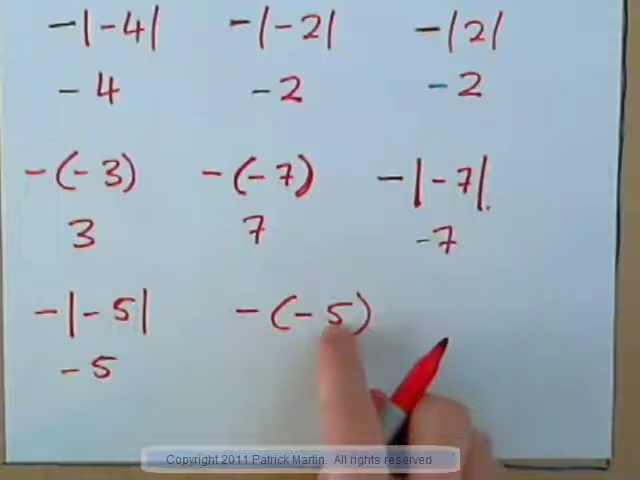 -|-4| -|-2| -|2|
-4 -2 -2
-(-3) -(-7) -|-7|.
3 7 -7
-|-5| -(-5)
-5
Copyright 2011 Patrick Martin. All rights reserved